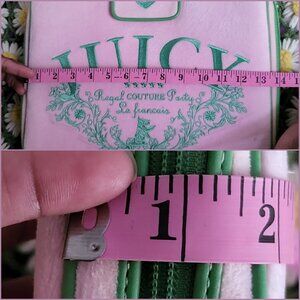 JUICY
1 2 3 4 5 6 7 8 9 10 11 12 13 14 1
Regal COUTURE Party
Le francais
1 2